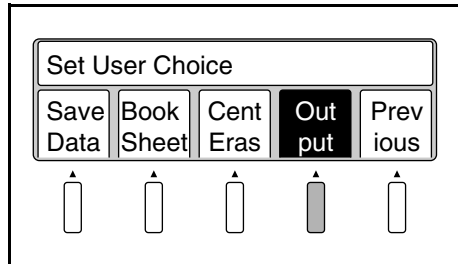 Set User Choice
Save Book Cent Out Prev
Data Sheet Eras put ious